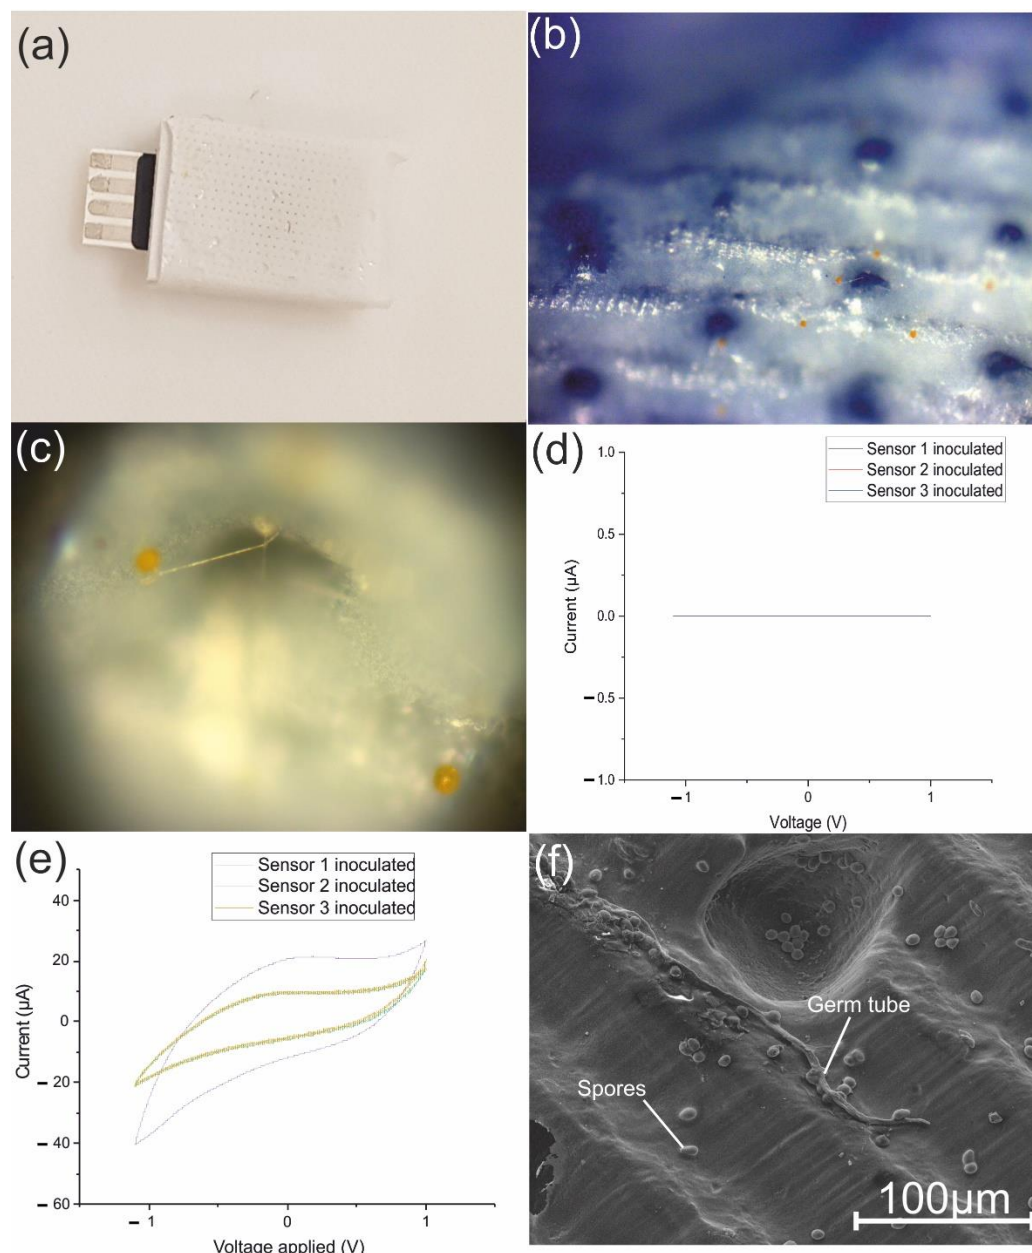 (a)
(b)
(c)
(d)
Sensor 1 inoculated
Sensor 2 inoculated
Sensor 3 inoculated
1.0
0.5
0.0
−0.5
−1.0
Current (µA)
−1
0
1
Voltage (V)
(e)
Sensor 1 inoculated
Sensor 2 inoculated
Sensor 3 inoculated
50
40
20
0
−20
−40
−60
Current (µA)
−1
0
1
Voltage applied (V)
(f)
Germ tube
Spores
100µm